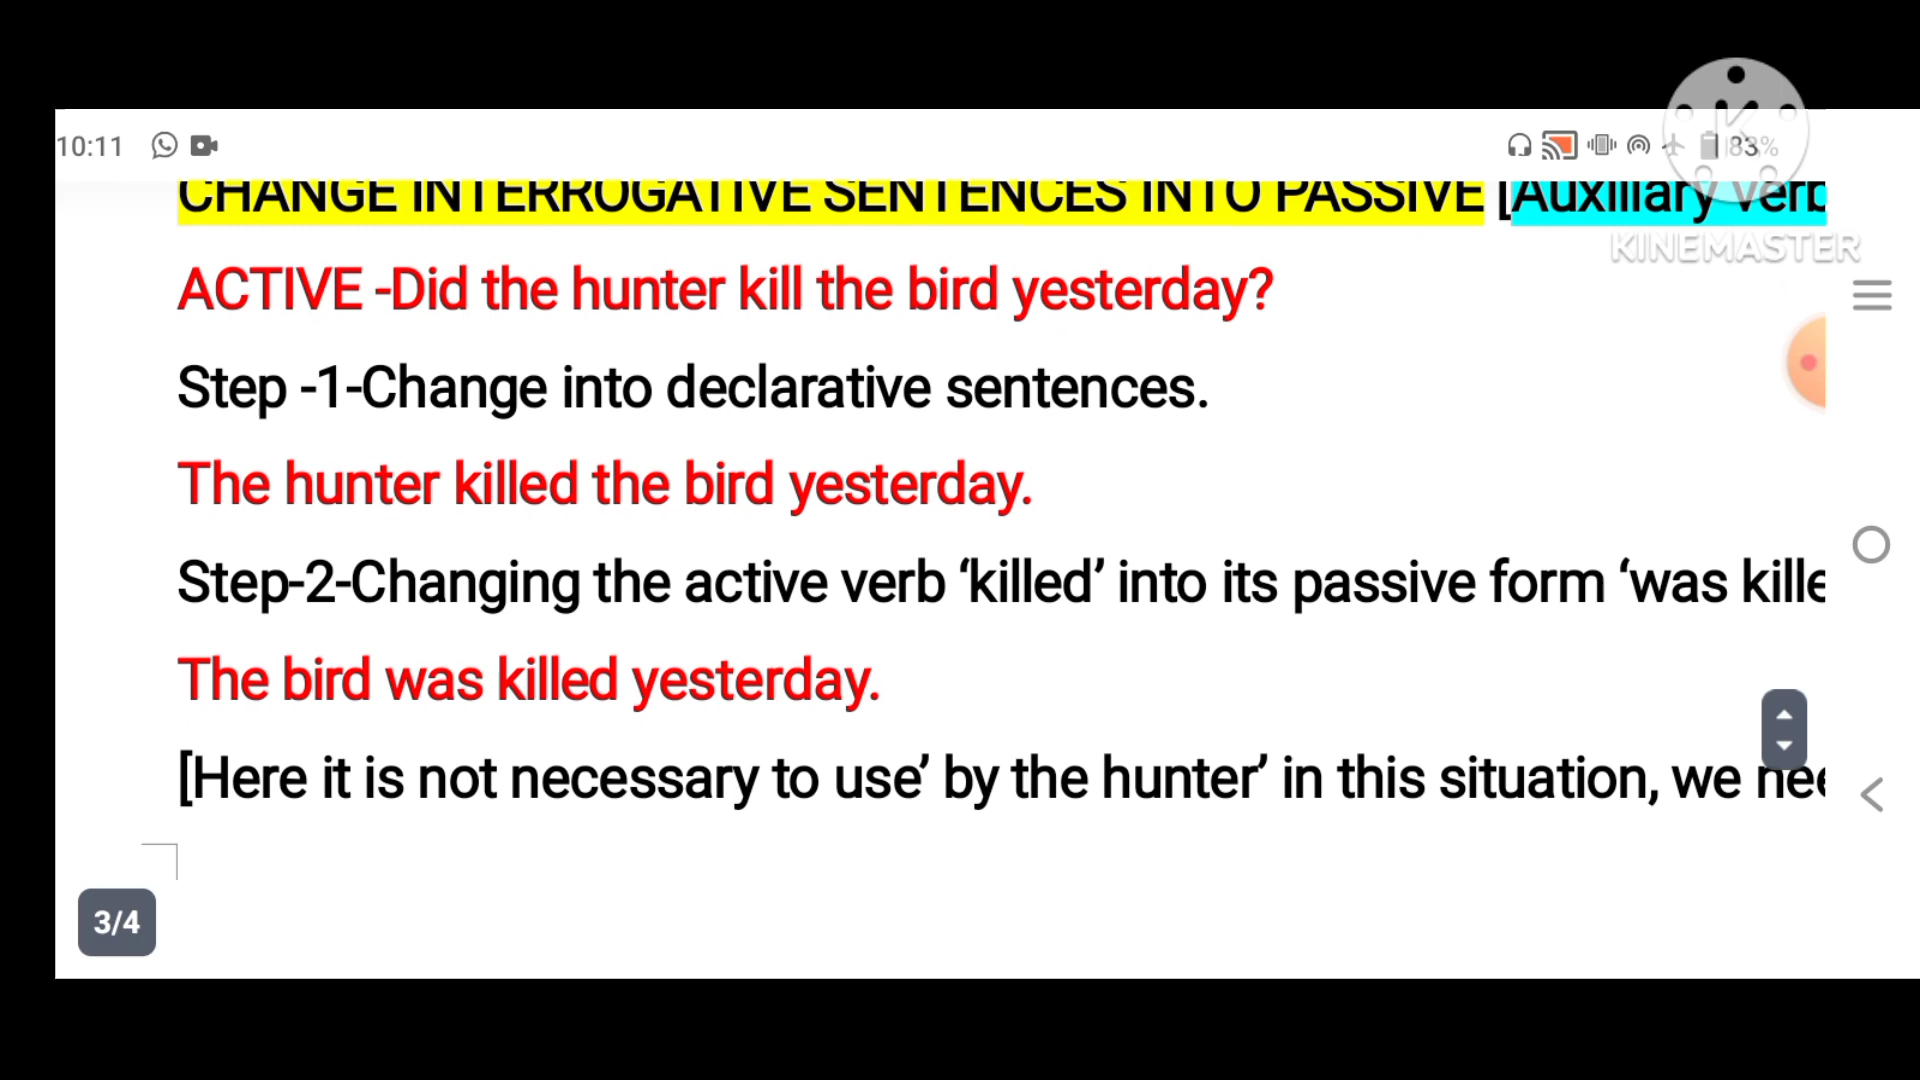 10:11 83%
KINEMASTER
CHANGE INTERROGATIVE SENTENCES INTO PASSIVE [Auxiliary verb
ACTIVE -Did the hunter kill the bird yesterday?
Step -1-Change into declarative sentences.
The hunter killed the bird yesterday.
Step-2-Changing the active verb ‘killed’ into its passive form ‘was kille
The bird was killed yesterday.
[Here it is not necessary to use’ by the hunter’ in this situation, we nee
3/4